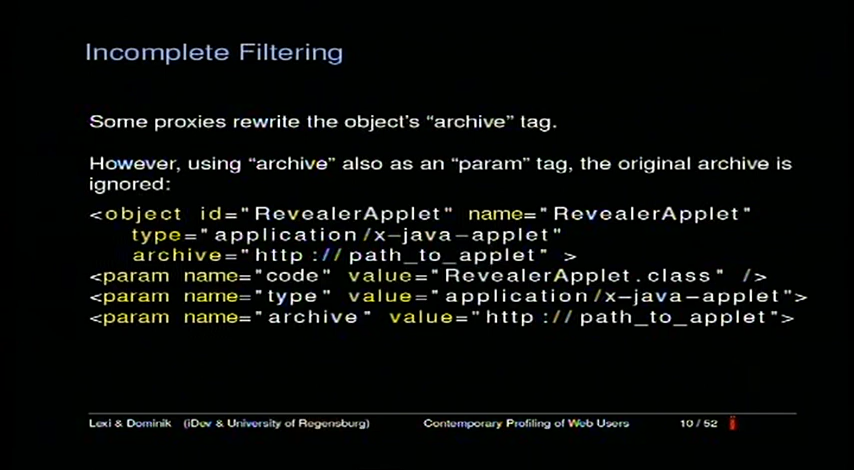 Incomplete Filtering
Some proxies rewrite the object's “archive” tag.
However, using “archive” also as an “param” tag, the original archive is
ignored:
<object id="RevealerApplet" name="RevealerApplet"
type="application/x-java-applet"
archive="http://path_to_applet" >
<param name="code" value="RevealerApplet.class" />
<param name="type" value="application/x-java-applet">
<param name="archive" value="http://path_to_applet">
Lexi & Dominik (iDev & University of Regensburg) Contemporary Profiling of Web Users 10 / 52